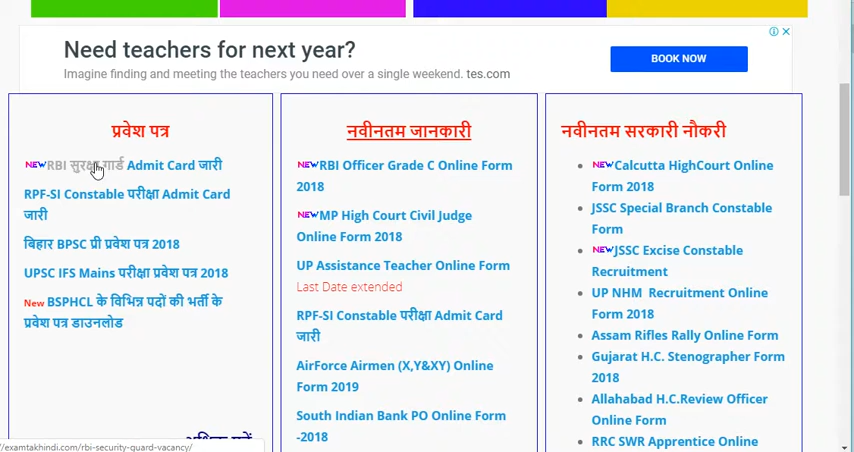 Need teachers for next year?
Imagine finding and meeting the teachers you need over a single weekend. tes.com
BOOK NOW
प्रवेश पत्र
NEW RBI सुरक्षा गार्ड Admit Card जारी
RPF-SI Constable परीक्षा Admit Card
जारी
बिहार BPSC प्री प्रवेश पत्र 2018
UPSC IFS Mains परीक्षा प्रवेश पत्र 2018
New BSPHCL के विभिन्न पदों की भर्ती के
प्रवेश पत्र डाउनलोड
नवीनतम जानकारी
NEW RBI Officer Grade C Online Form
2018
NEW MP High Court Civil Judge
Online Form 2018
UP Assistance Teacher Online Form
Last Date extended
RPF-SI Constable परीक्षा Admit Card
जारी
AirForce Airmen (X,Y&XY) Online
Form 2019
South Indian Bank PO Online Form
-2018
नवीनतम सरकारी नौकरी
NEW Calcutta HighCourt Online
Form 2018
JSSC Special Branch Constable
Form
NEW JSSC Excise Constable
Recruitment
UP NHM Recruitment Online
Form 2018
Assam Rifles Rally Online Form
Gujarat H.C. Stenographer Form
2018
Allahabad H.C.Review Officer
Online Form
RRC SWR Apprentice Online
//examtakhindi.com/rbi-security-guard-vacancy/